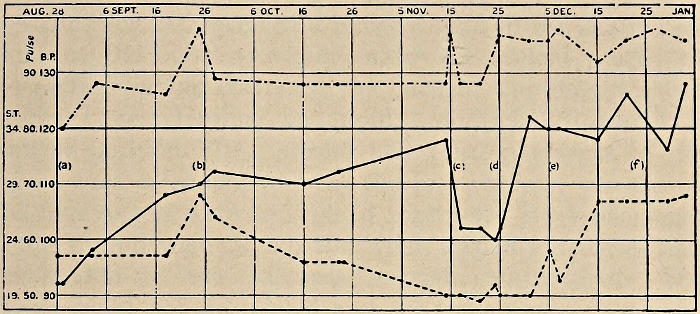 AUG. 28 6 SEPT. 16 26 6 OCT. 16 26 5 NOV. 15 25 5 DEC. 15 25 JAN.
Pulse B.P.
90 130
S.T.
34. 80. 120
(a) (b) (c) (d) (e) (f)
29. 70. 110
24. 60. 100
19. 50. 90